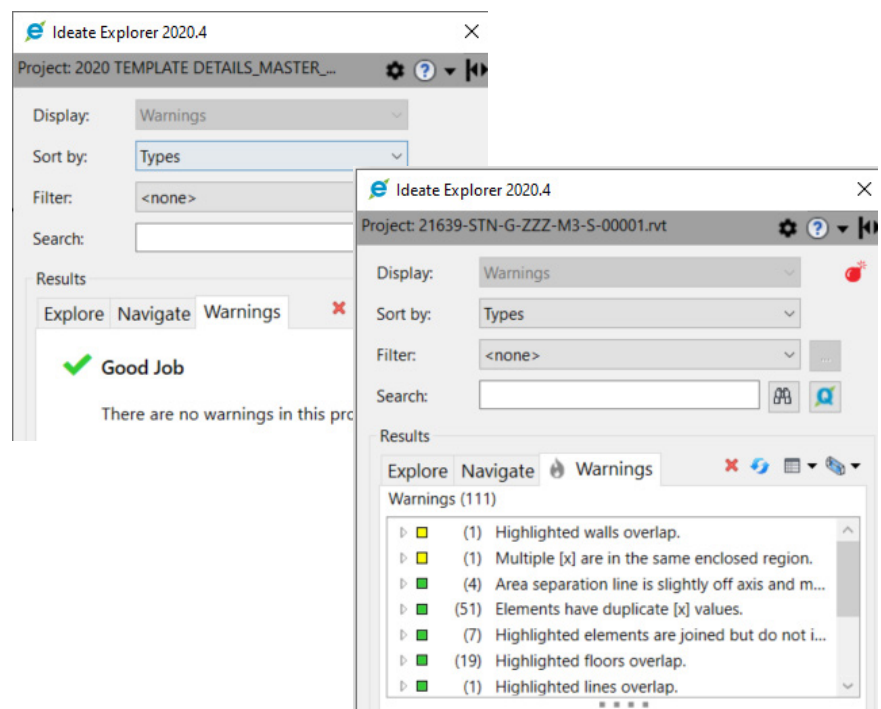 Ideate Explorer 2020.4
Project: 2020 TEMPLATE DETAILS_MASTER_...
Display: Warnings
Sort by: Types
Filter: <none>
Search:
Results
Explore Navigate Warnings
Good Job
There are no warnings in this
Ideate Explorer 2020.4
Project: 21639-STN-G-ZZZ-M3-S-00001.rvt
Display: Warnings
Sort by: Types
Filter: <none> ...
Search:
Results
Explore Navigate Warnings
Warnings (111)
(1) Highlighted walls overlap.
(1) Multiple [x] are in the same enclosed region.
(4) Area separation line is slightly off axis and m...
(51) Elements have duplicate [x] values.
(7) Highlighted elements are joined but do not i...
(19) Highlighted floors overlap.
(1) Highlighted lines overlap.